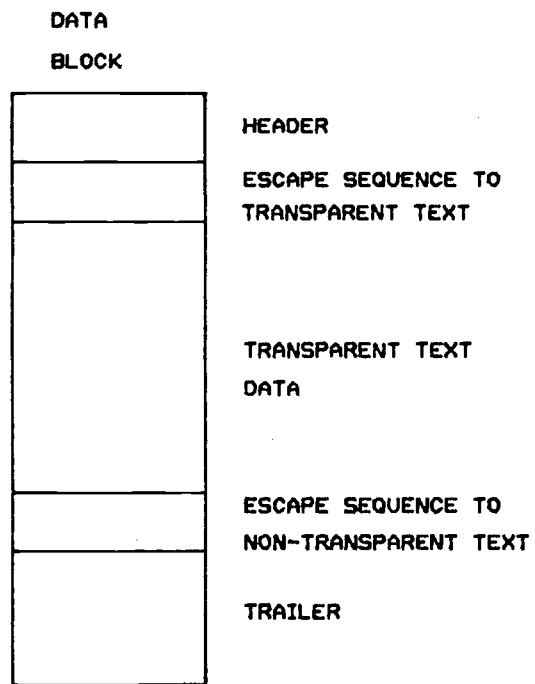 DATA
BLOCK
HEADER
ESCAPE SEQUENCE TO
TRANSPARENT TEXT
TRANSPARENT TEXT
DATA
ESCAPE SEQUENCE TO
NON-TRANSPARENT TEXT
TRAILER